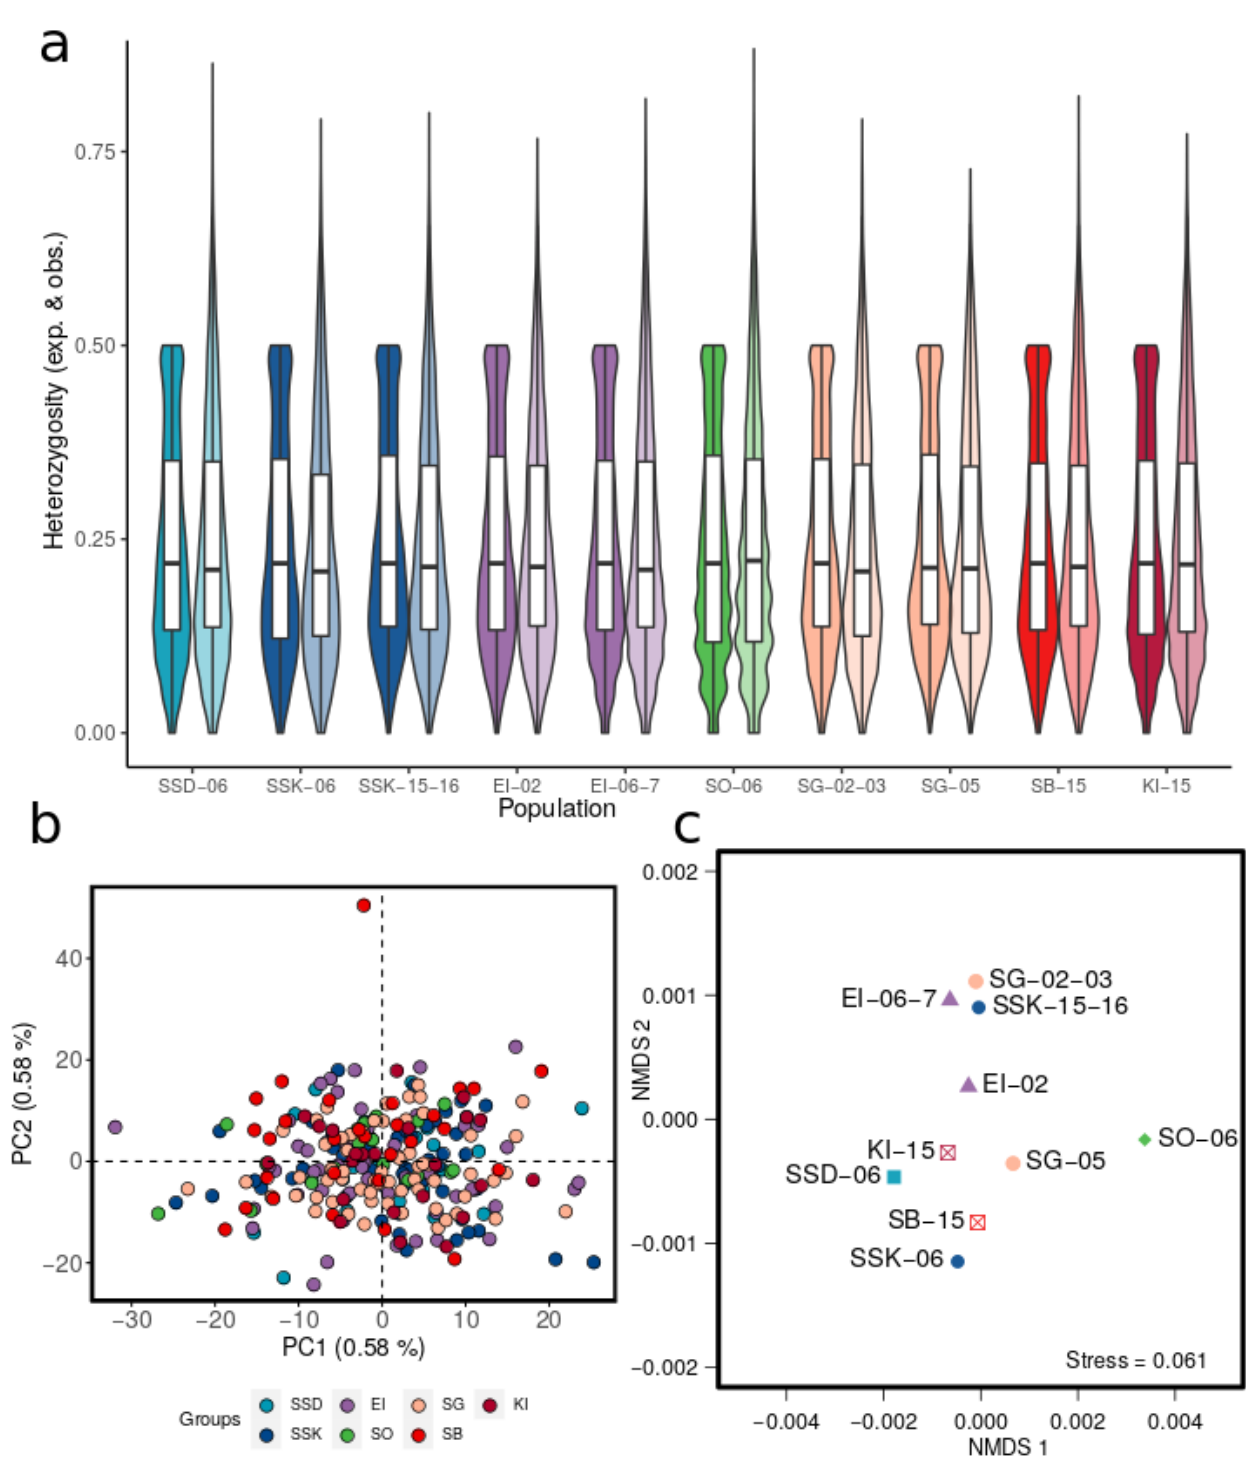 a
Heterozygosity (exp. & obs.)
0.75
0.50
0.25
0.00
SSD−06 SSK−06 SSK−15−16 EI−02 EI−06−7 SO−06 SG−02−03 SG−05 SB−15 KI−15
Population
b
PC2 (0.58 %)
40
20
0
−20
−30 −20 −10 0 10 20
PC1 (0.58 %)
Groups
SSD EI SG KI
SSK SO SB
c
NMDS 2
0.002
0.001
0.000
−0.001
−0.002
SG−02−03
EI−06−7
SSK−15−16
EI−02
SO−06
KI−15
SG−05
SSD−06
SB−15
SSK−06
Stress = 0.061
−0.004 −0.002 0.000 0.002 0.004
NMDS 1